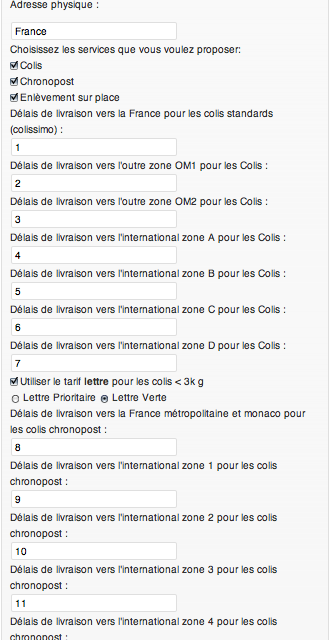 Adresse physique :
France
Choisissez les services que vous voulez proposer:
Colis
Chronopost
Enlèvement sur place
Délais de livraison vers la France pour les colis standards
(colissimo) :
1
Délais de livraison vers l'outre zone OM1 pour les Colis :
2
Délais de livraison vers l'outre zone OM2 pour les Colis :
3
Délais de livraison vers l'international zone A pour les Colis :
4
Délais de livraison vers l'international zone B pour les Colis :
5
Délais de livraison vers l'international zone C pour les Colis :
6
Délais de livraison vers l'international zone D pour les Colis :
7
Utiliser le tarif lettre pour les colis < 3k g
Lettre Prioritaire Lettre Verte
Délais de livraison vers la France métropolitaine et monaco pour
les colis chronopost :
8
Délais de livraison vers l'international zone 1 pour les colis
chronopost :
9
Délais de livraison vers l'international zone 2 pour les colis
chronopost :
10
Délais de livraison vers l'international zone 3 pour les colis
chronopost :
11
Délais de livraison vers l'international zone 4 pour les colis
chronopost :